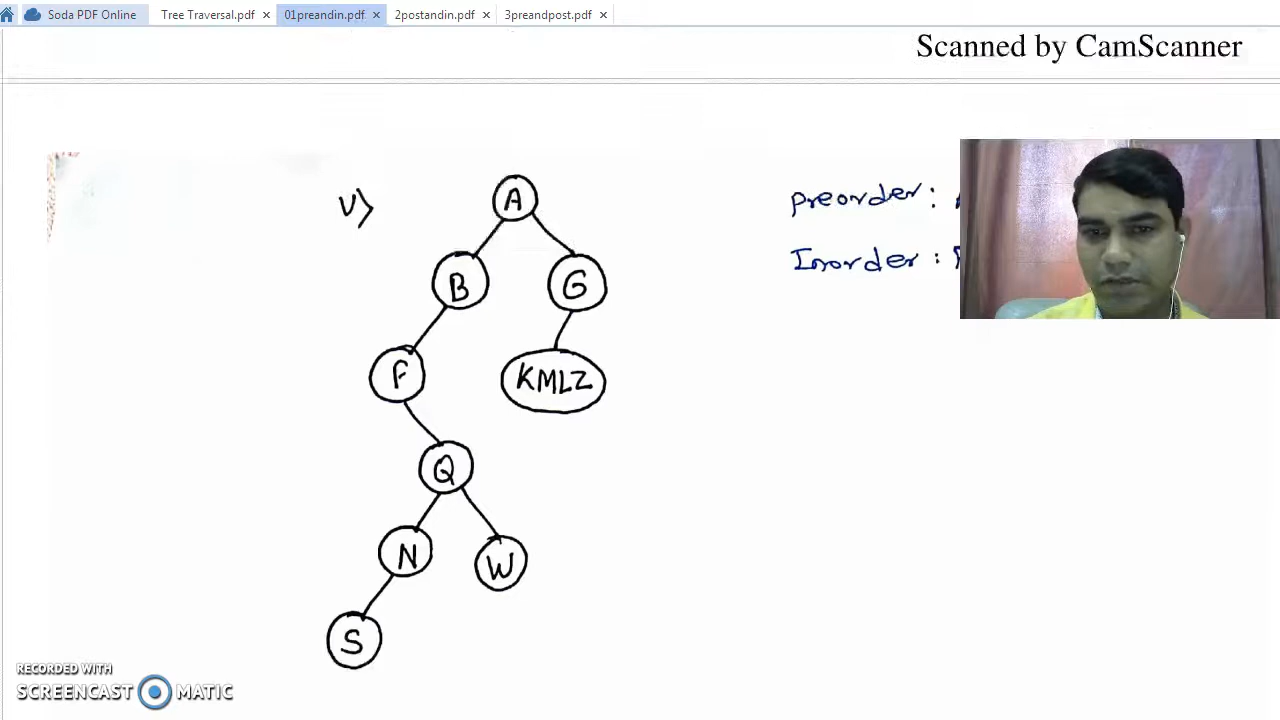 Soda PDF Online Tree Traversal.pdf × 01preandin.pdf × 2postandin.pdf × 3preandpost.pdf ×
Scanned by CamScanner
v)
A
preorder:
B
G
Inorder:
F
KMLZ
Q
N
W
S
RECORDED WITH
SCREENCAST MATIC